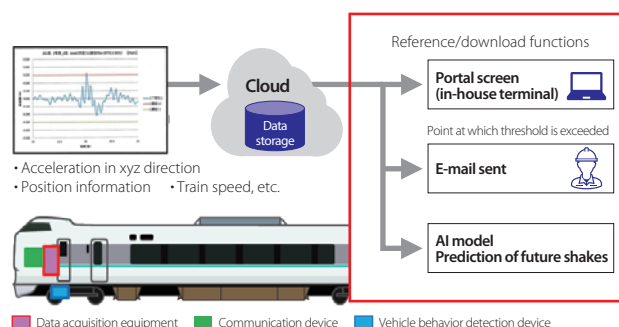 Reference/download functions
Cloud
Data
storage
Portal screen
(in-house terminal)
Point at which threshold is exceeded
E-mail sent
• Acceleration in xyz direction
• Position information • Train speed, etc.
AI model
Prediction of future shakes
Data acquisition equipment
Communication device
Vehicle behavior detection device